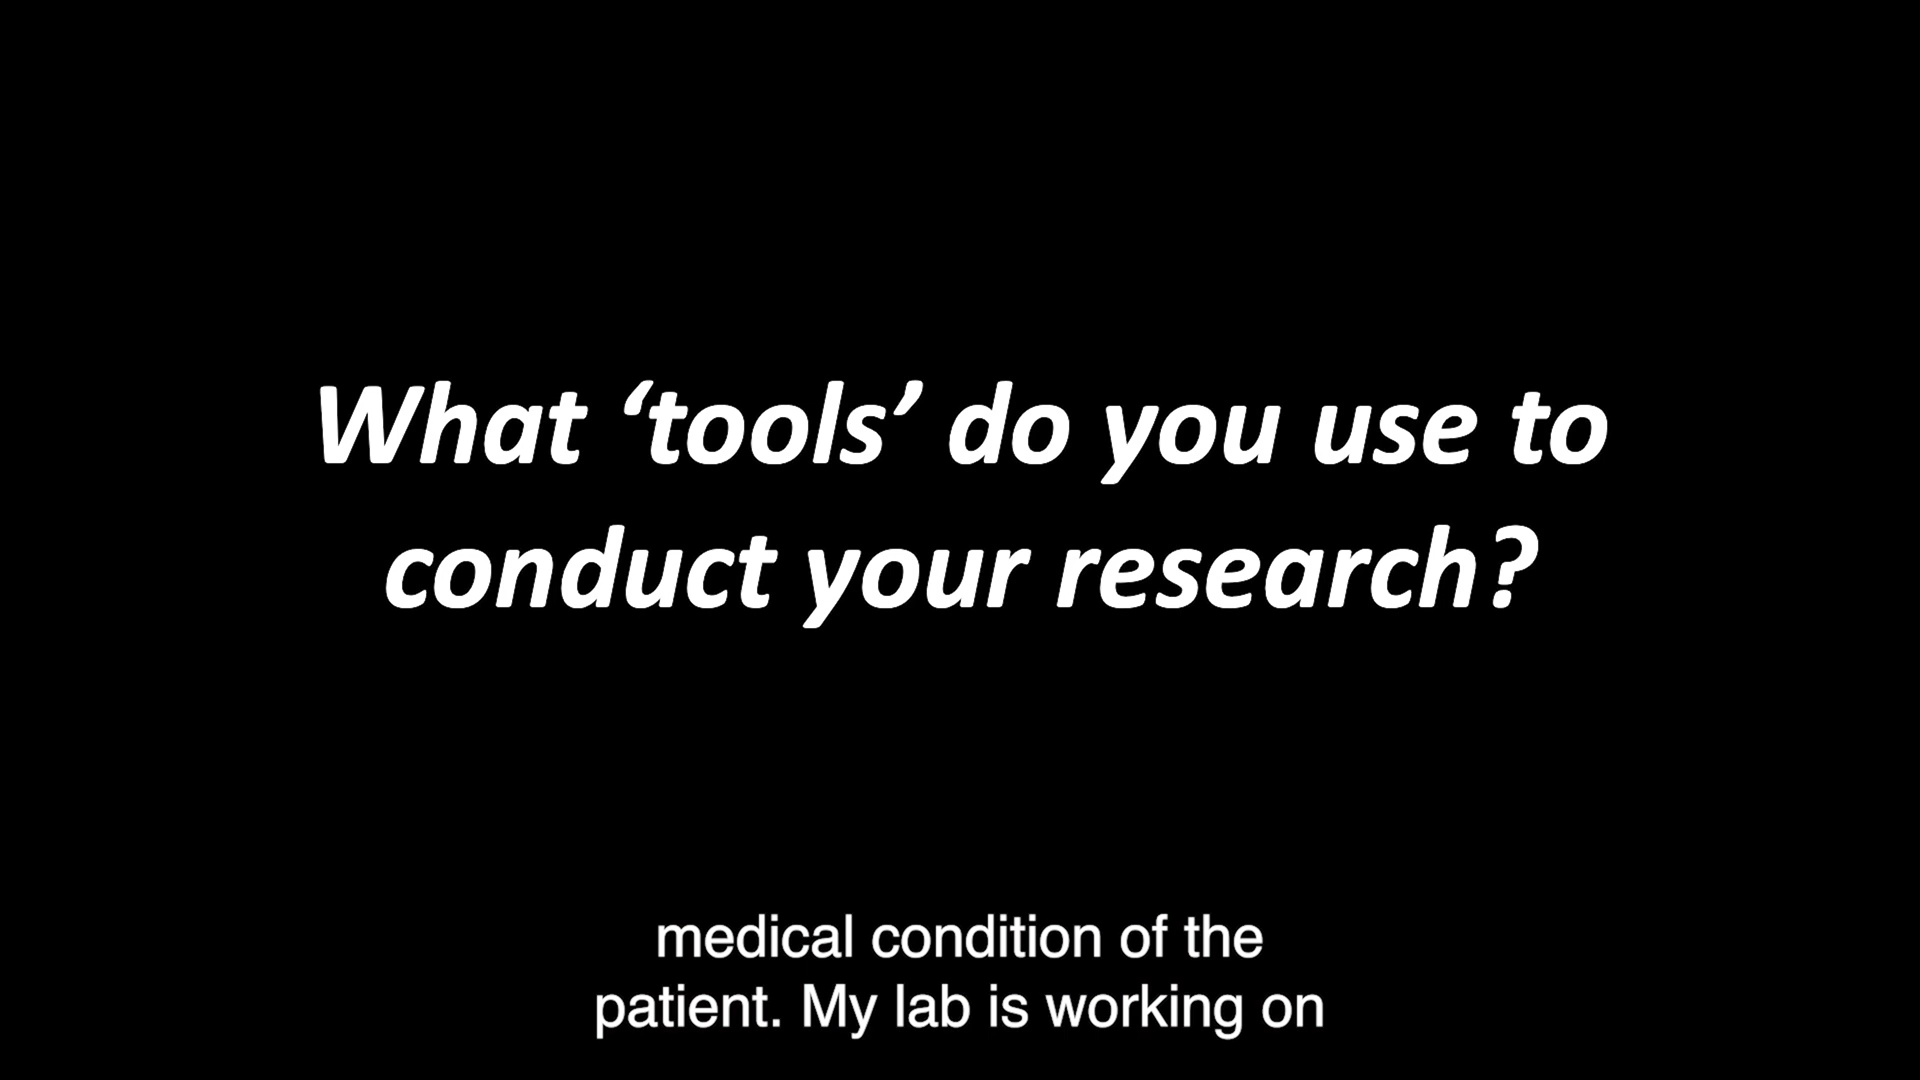 What ‘tools’ do you use to
conduct your research?
medical condition of the
patient. My lab is working on